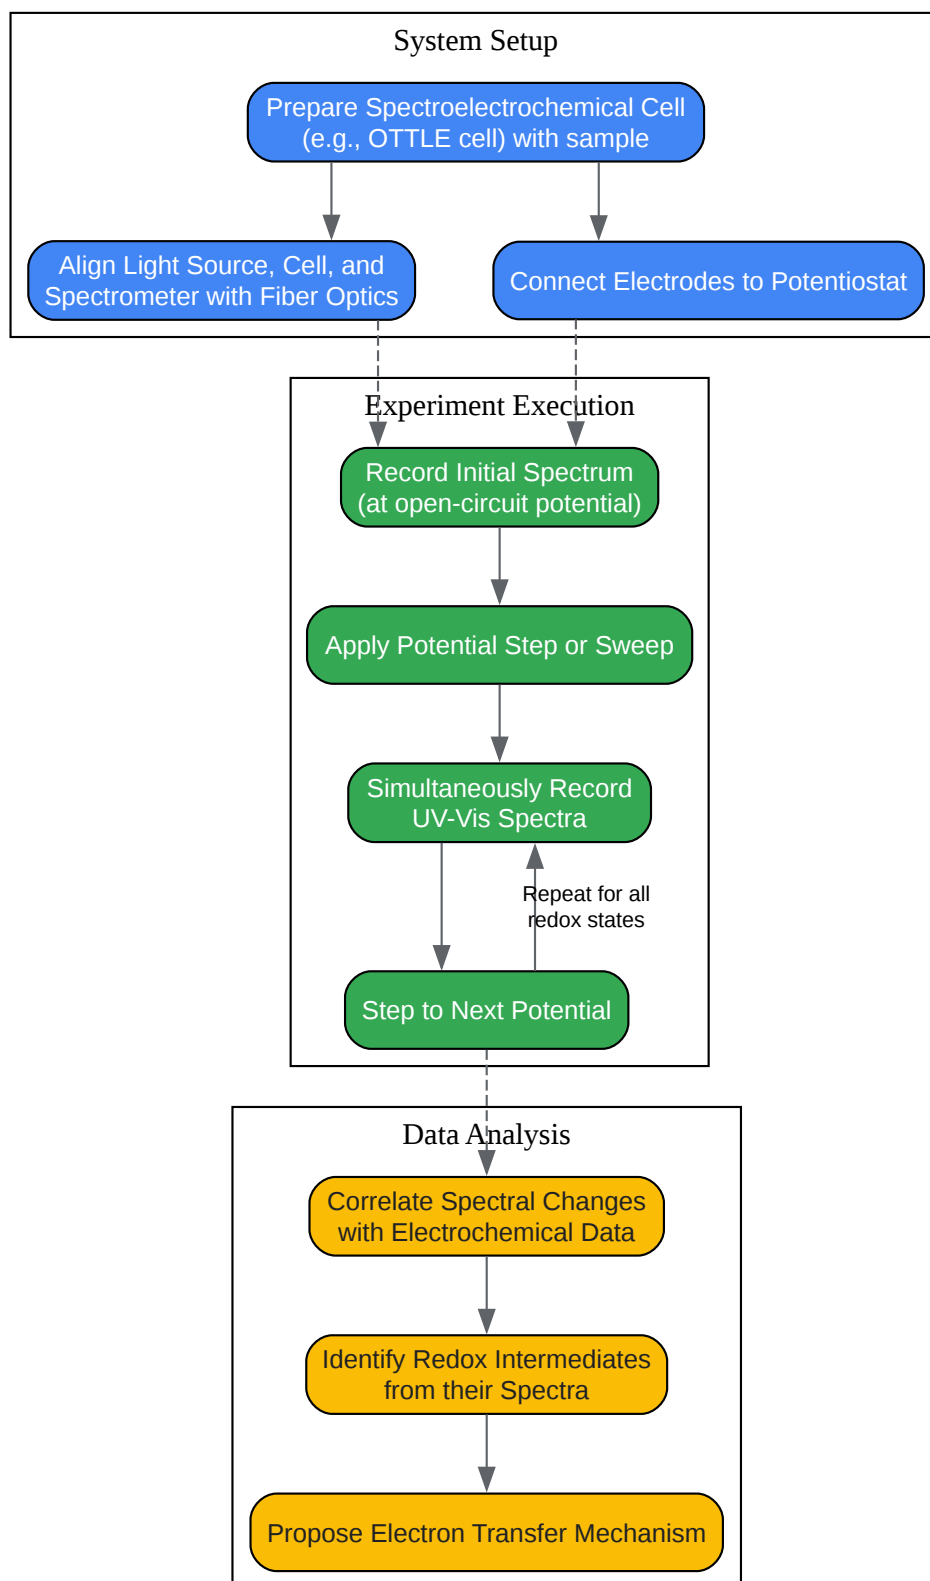 System Setup
Prepare Spectroelectrochemical Cell
(e.g., OTTLE cell) with sample
Align Light Source, Cell, and
Spectrometer with Fiber Optics
Connect Electrodes to Potentiostat
Experiment Execution
Record Initial Spectrum
(at open-circuit potential)
Apply Potential Step or Sweep
Simultaneously Record
UV-Vis Spectra
Repeat for all
redox states
Step to Next Potential
Data Analysis
Correlate Spectral Changes
with Electrochemical Data
Identify Redox Intermediates
from their Spectra
Propose Electron Transfer Mechanism